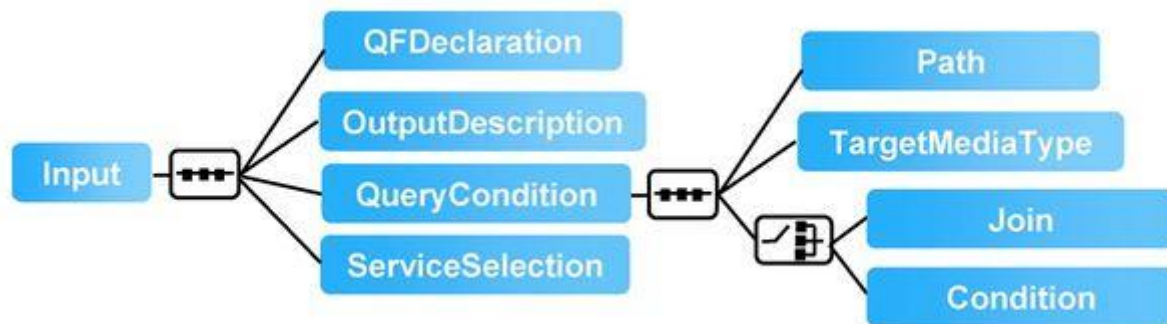 Input
QFDeclaration
OutputDescription
QueryCondition
ServiceSelection
Path
TargetMediaType
Join
Condition